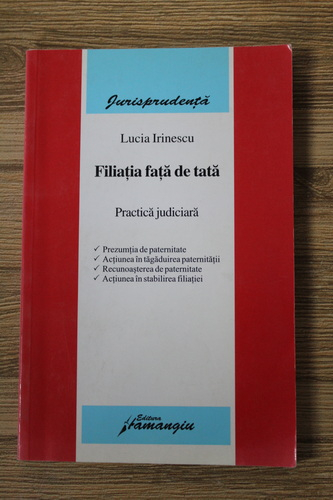 Jurisprudență
Lucia Irinescu
Filiația față de tată
Practică judiciară
✓ Prezumția de paternitate
✓ Acțiunea în tăgăduirea paternității
✓ Recunoașterea de paternitate
✓ Acțiunea în stabilirea filiației
Editura
Hamangiu